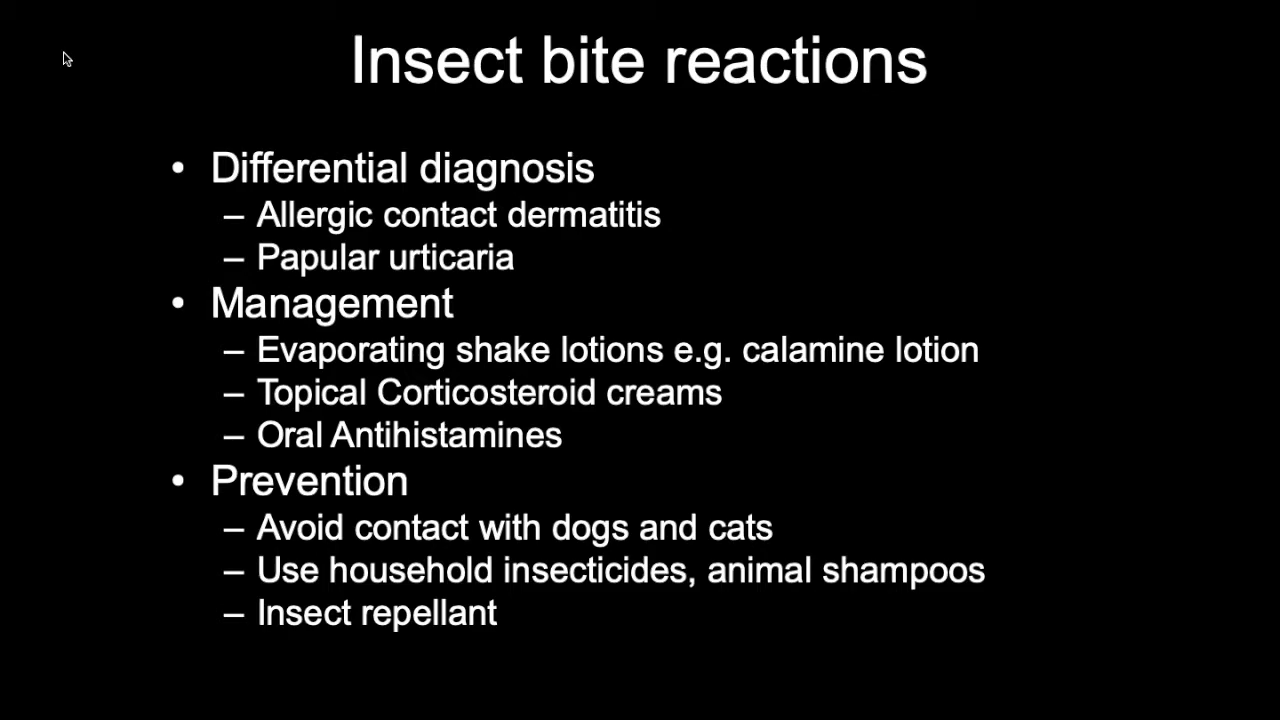 Insect bite reactions
• Differential diagnosis
– Allergic contact dermatitis
– Papular urticaria
• Management
– Evaporating shake lotions e.g. calamine lotion
– Topical Corticosteroid creams
– Oral Antihistamines
• Prevention
– Avoid contact with dogs and cats
– Use household insecticides, animal shampoos
– Insect repellant